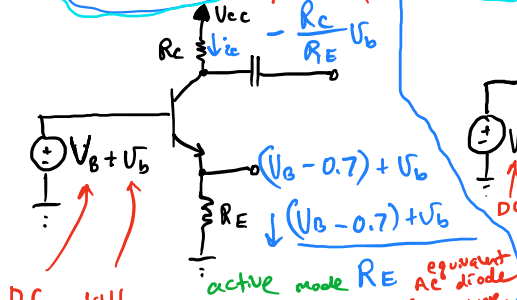 Vcc
Rc ic - Rc/RE vb
VB + vb
(VB - 0.7) + vb
RE (VB - 0.7) + vb
RE
active mode
equivalent
AC diode
DC